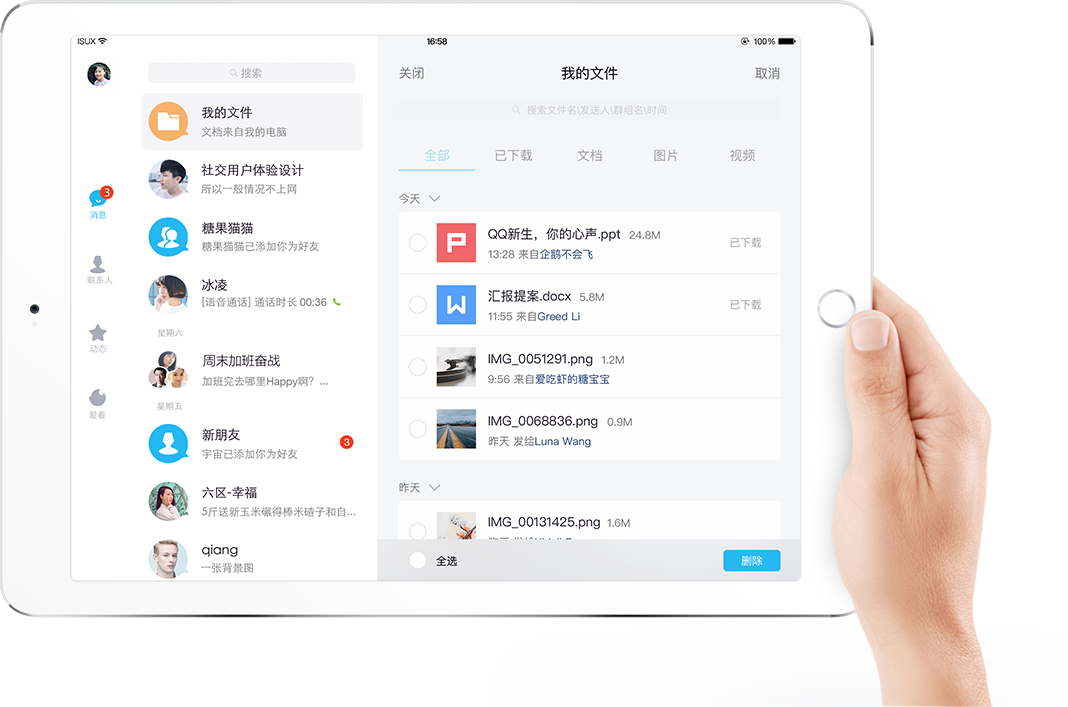 ISUX
16:58
100%
搜索
我的文件
文档来自我的电脑
社交用户体验设计
所以一般情况不上网
3
消息
糖果猫猫
糖果猫猫已添加你为好友
联系人
冰凌
[语音通话] 通话时长 00:36
星期六
动态
周末加班奋战
加班完去哪里Happy啊? ...
爱看
星期五
新朋友
宇宙已添加你为好友
3
六区-幸福
5斤送新玉米碾得棒米碴子和自...
qiang
一张背景图
关闭
我的文件
取消
搜索文件名\发送人\群组名\时间
全部 已下载 文档 图片 视频
今天
P
QQ新生，你的心声.ppt 24.8M
13:28 来自企鹅不会飞
已下载
W
汇报提案.docx 5.8M
11:55 来自Greed Li
已下载
IMG_0051291.png 1.2M
9:56 来自爱吃虾的糖宝宝
IMG_0068836.png 0.9M
昨天 发给Luna Wang
昨天
IMG_00131425.png 1.6M
全选
删除